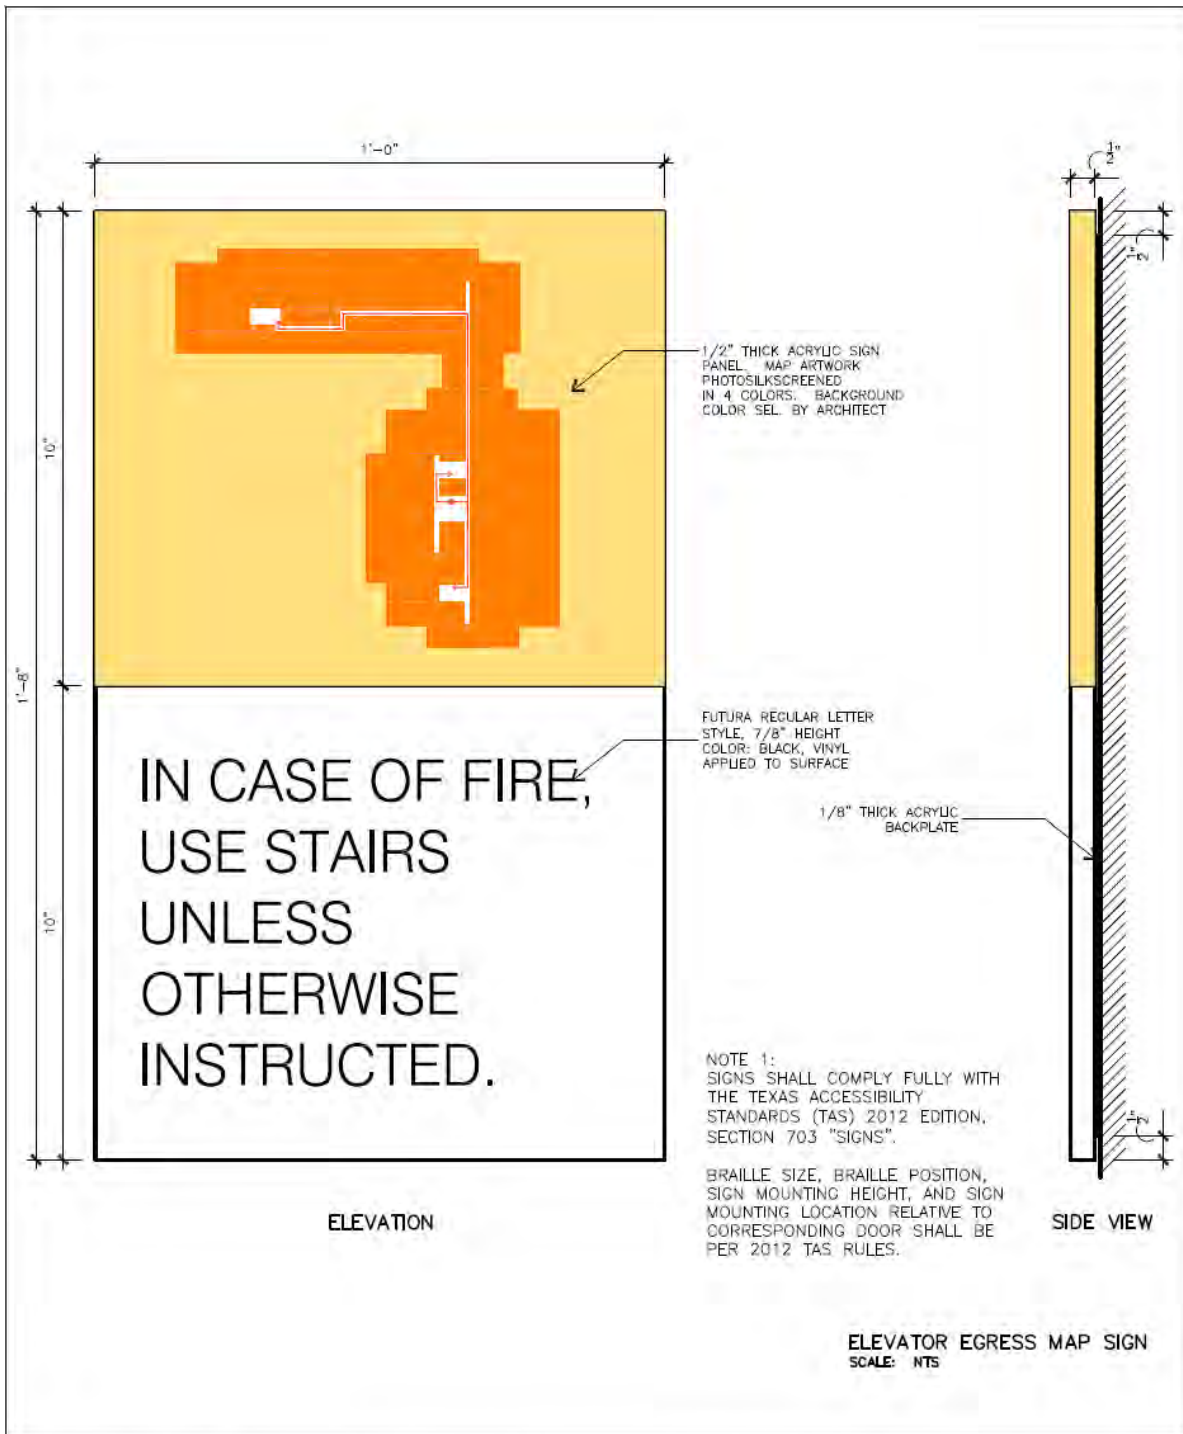 1'-0"
1/2"
1/2"
10"
1'-8"
1/2" THICK ACRYLIC SIGN
PANEL. MAP ARTWORK
PHOTOSILKSCREENED
IN 4 COLORS. BACKGROUND
COLOR SEL. BY ARCHITECT
FUTURA REGULAR LETTER
STYLE, 7/8" HEIGHT
COLOR: BLACK, VINYL
APPLIED TO SURFACE
IN CASE OF FIRE,
USE STAIRS
UNLESS
OTHERWISE
INSTRUCTED.
1/8" THICK ACRYLIC
BACKPLATE
10"
1/2"
NOTE 1:
SIGNS SHALL COMPLY FULLY WITH
THE TEXAS ACCESSIBILITY
STANDARDS (TAS) 2012 EDITION,
SECTION 703 "SIGNS".
BRAILLE SIZE, BRAILLE POSITION,
SIGN MOUNTING HEIGHT, AND SIGN
MOUNTING LOCATION RELATIVE TO
CORRESPONDING DOOR SHALL BE
PER 2012 TAS RULES.
ELEVATION
SIDE VIEW
ELEVATOR EGRESS MAP SIGN
SCALE: NTS